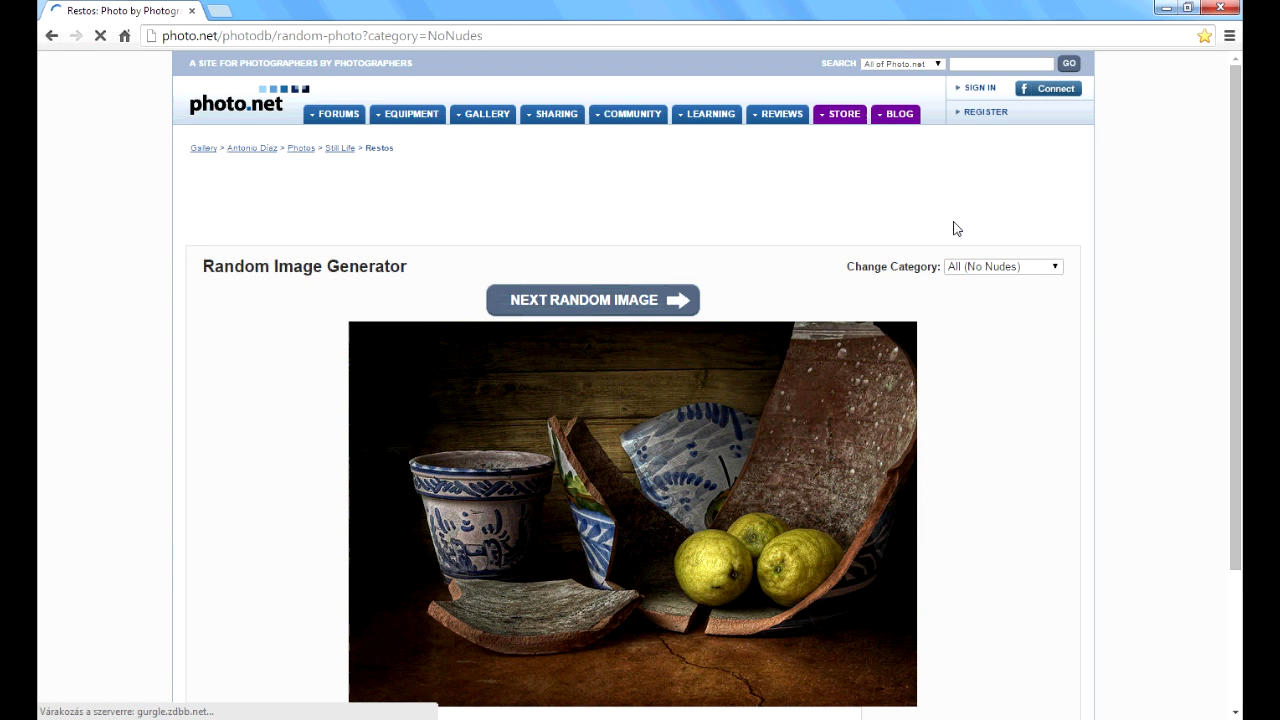 Restos: Photo by Photogr
photo.net/photodb/random-photo?category=NoNudes
A SITE FOR PHOTOGRAPHERS BY PHOTOGRAPHERS
SEARCH All of Photo.net GO
photo.net
FORUMS EQUIPMENT GALLERY SHARING COMMUNITY LEARNING REVIEWS STORE BLOG
SIGN IN
f Connect
REGISTER
Gallery > Antonio Díaz > Photos > Still Life > Restos
Random Image Generator
Change Category: All (No Nudes)
NEXT RANDOM IMAGE
Várakozás a szerverre: gurgle.zdbb.net...